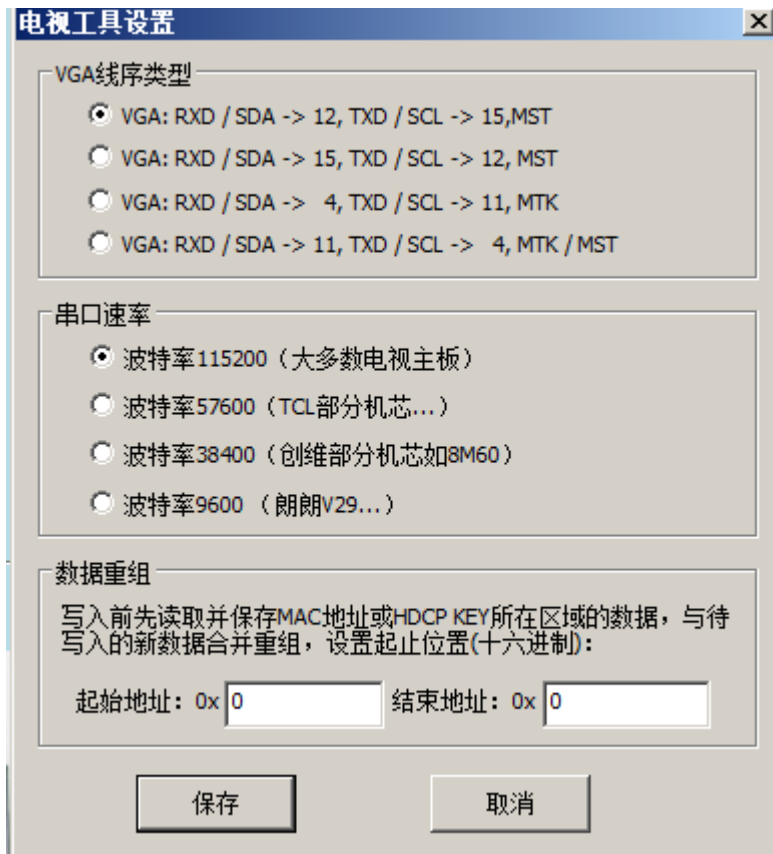 电视工具设置
VGA线序类型
VGA: RXD / SDA -> 12, TXD / SCL -> 15,MST
VGA: RXD / SDA -> 15, TXD / SCL -> 12, MST
VGA: RXD / SDA ->   4, TXD / SCL -> 11, MTK
VGA: RXD / SDA -> 11, TXD / SCL ->   4, MTK / MST
串口速率
波特率115200（大多数电视主板）
波特率57600（TCL部分机芯...）
波特率38400（创维部分机芯如8M60）
波特率9600 （朗朗V29...）
数据重组
写入前先读取并保存MAC地址或HDCP KEY所在区域的数据，与待
写入的新数据合并重组，设置起止位置(十六进制)：
起始地址：0x 0 结束地址：0x 0
保存 取消